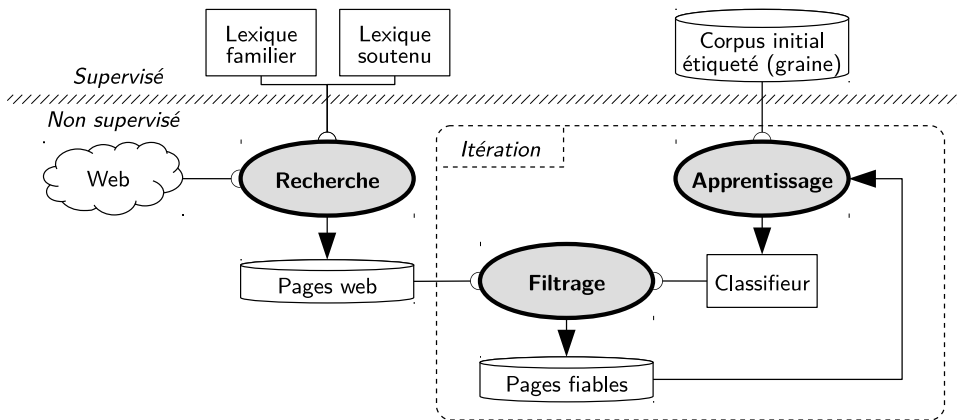 Lexique
familier
Lexique
soutenu
Corpus initial
étiqueté (graine)
Supervisé
Non supervisé
Itération
Web
Recherche
Apprentissage
Pages web
Filtrage
Classifieur
Pages fiables